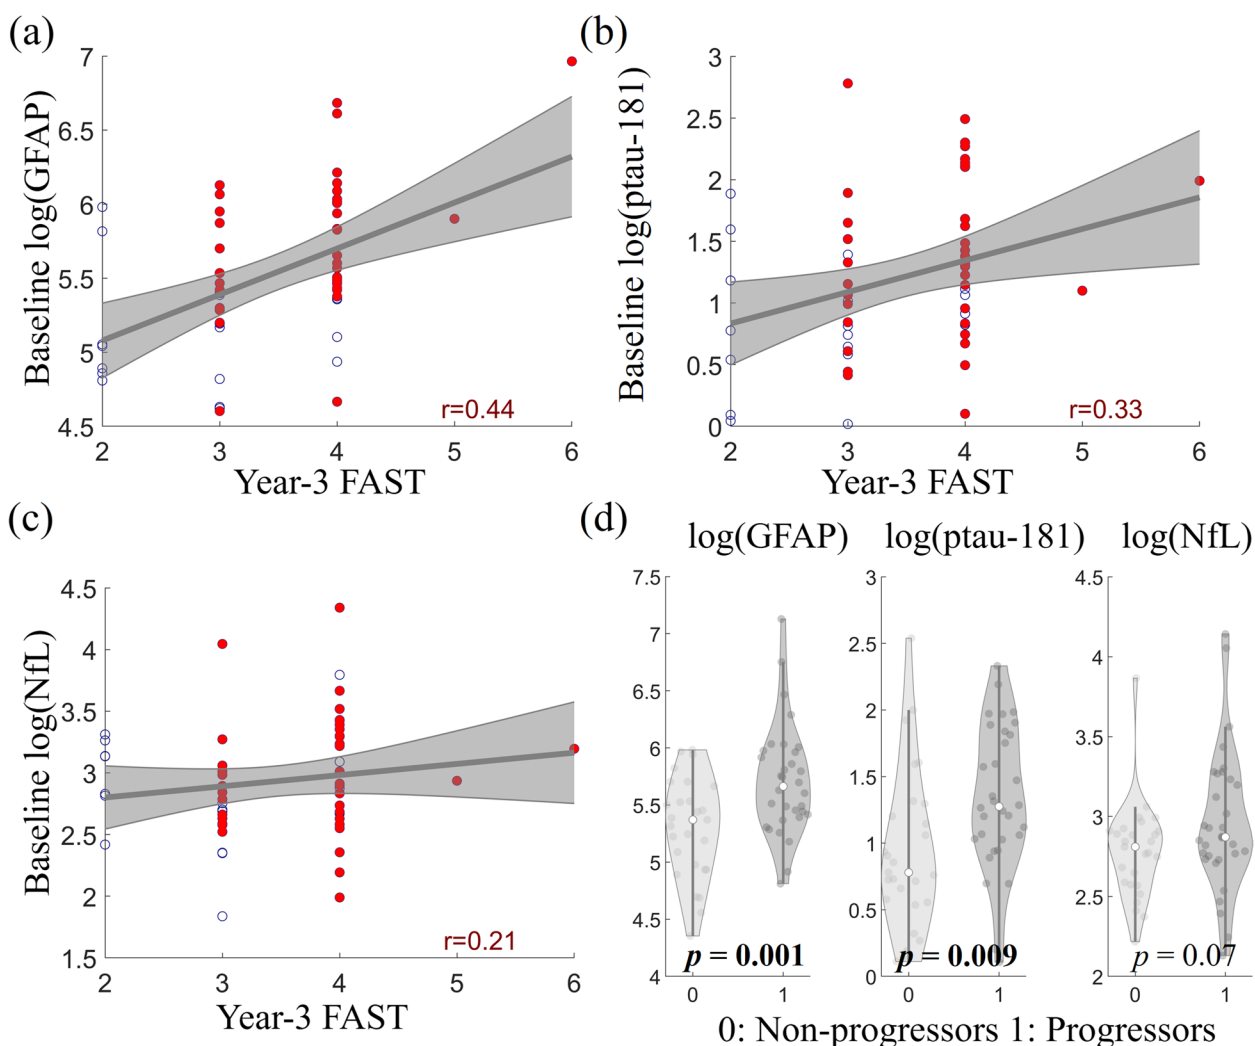 (a)
Baseline log(GFAP)
7
6.5
6
5.5
5
4.5
2 3 4 5 6
r=0.44
Year-3 FAST
(b)
Baseline log(ptau-181)
3
2.5
2
1.5
1
0.5
0
2 3 4 5 6
r=0.33
Year-3 FAST
(c)
Baseline log(NfL)
4.5
4
3.5
3
2.5
2
1.5
2 3 4 5 6
r=0.21
Year-3 FAST
(d)
log(GFAP) log(ptau-181) log(NfL)
7.5
7
6.5
6
5.5
5
4.5
4
p = 0.001
0 1
3
2.5
2
1.5
1
0.5
0
p = 0.009
0 1
4.5
4
3.5
3
2.5
2
p = 0.07
0 1
0: Non-progressors 1: Progressors